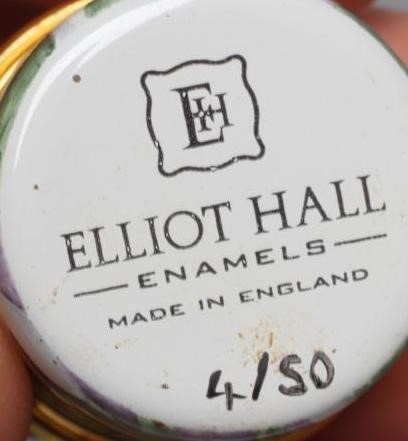 EH
ELLIOT HALL
ENAMELS
MADE IN ENGLAND
4/50